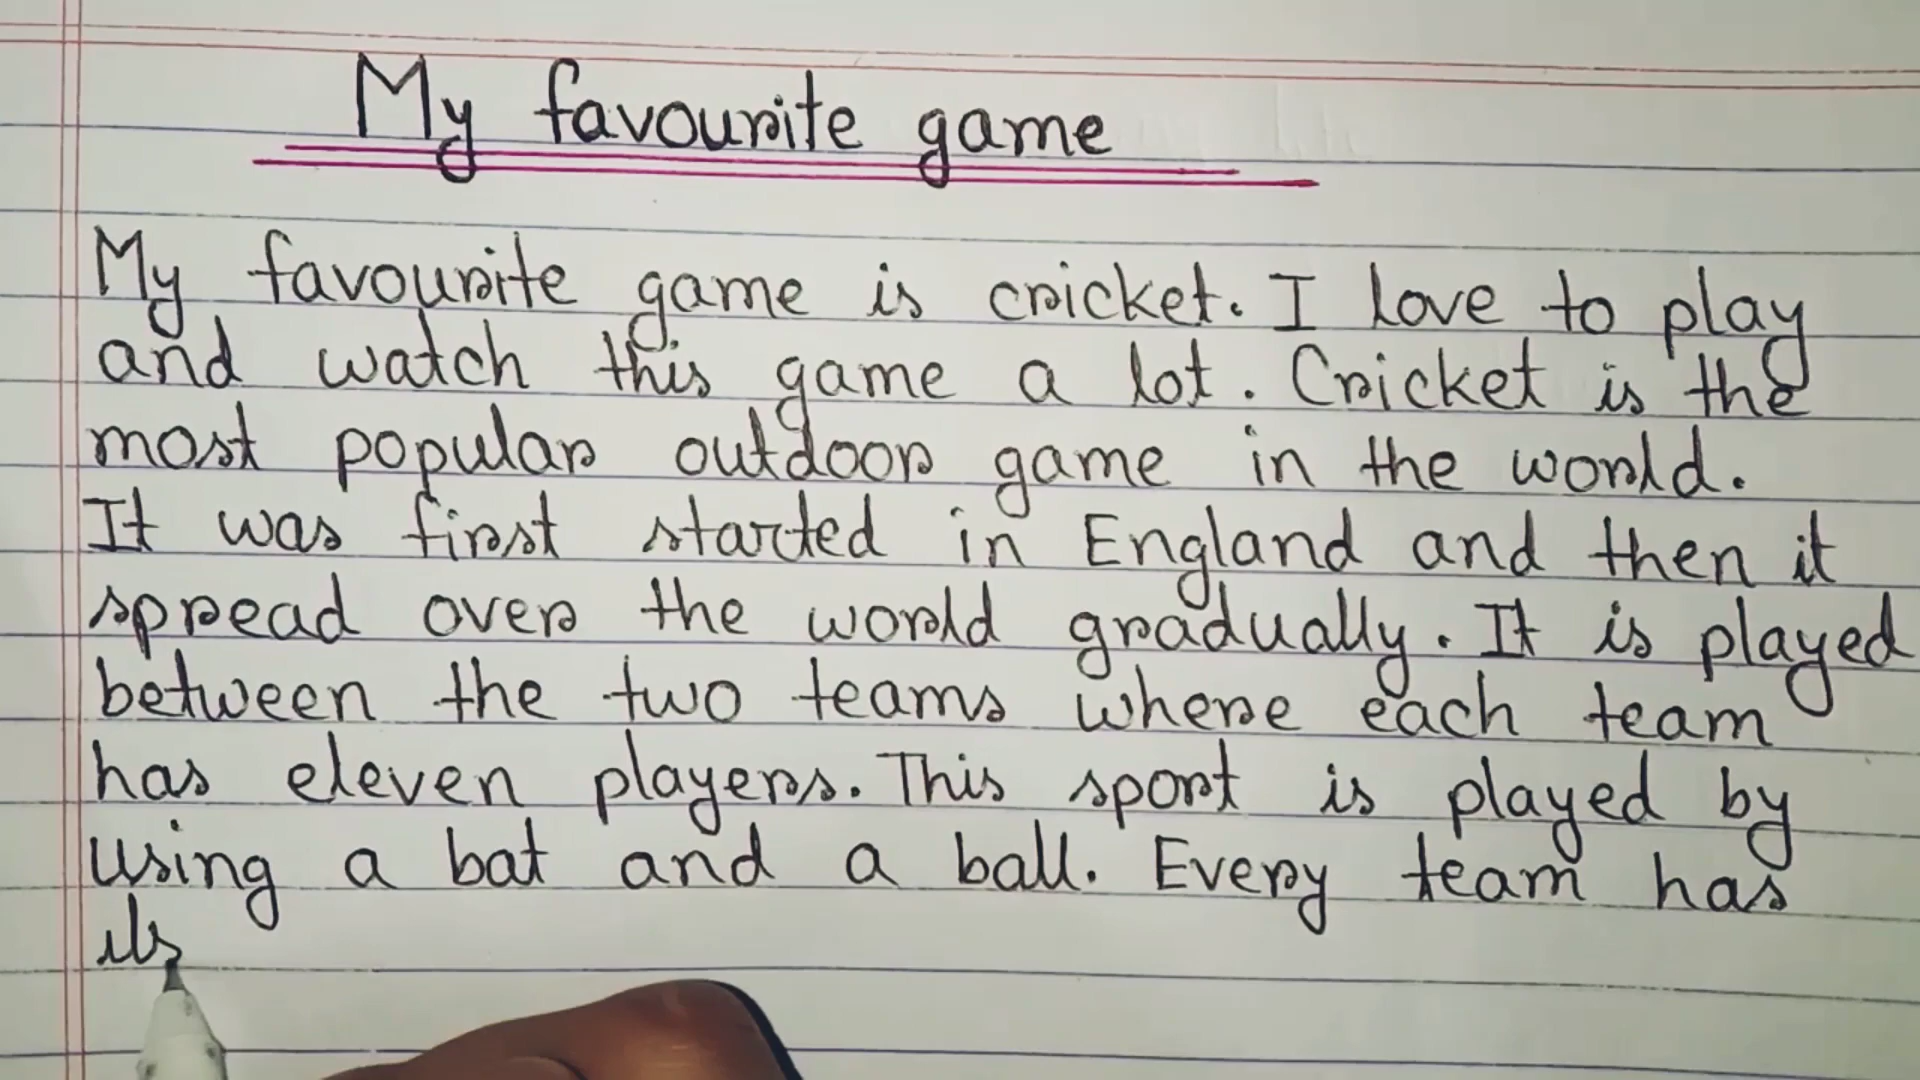 My favourite game
My favourite game is cricket. I love to play
and watch this game a lot. Cricket is the
most popular outdoor game in the world.
It was first started in England and then it
spread over the world gradually. It is played
between the two teams where each team
has eleven players. This sport is played by
using a bat and a ball. Every team has
its